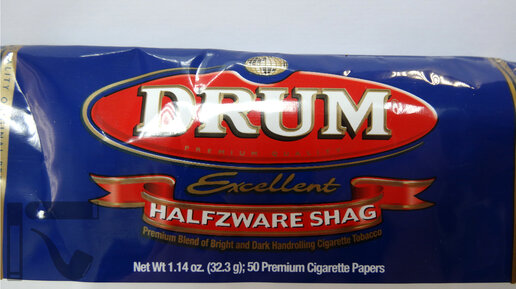 DRUM
PREMIUM
Excellent
HALFZWARE SHAG
Premium Blend of Bright and Dark Handrolling Cigarette Tobacco
Net Wt 1.14 oz. (32.3 g); 50 Premium Cigarette Papers